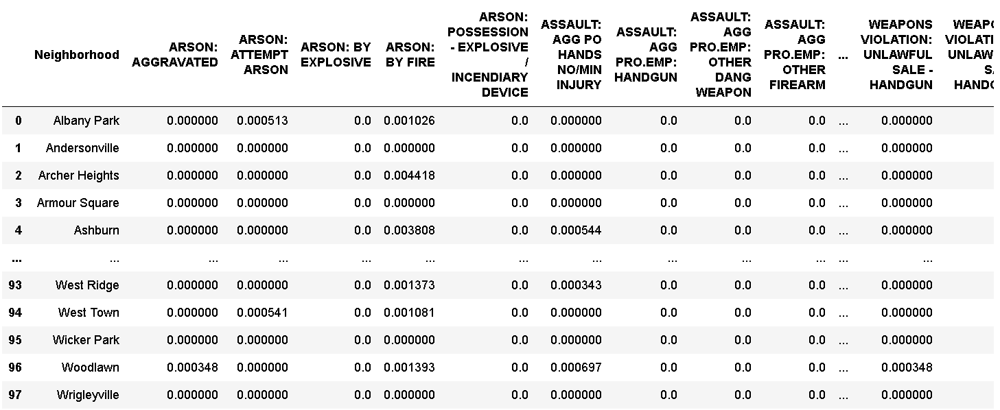 Neighborhood ARSON: AGGRAVATED ARSON: ATTEMPT ARSON ARSON: BY EXPLOSIVE ARSON: BY FIRE ARSON: POSSESSION - EXPLOSIVE / INCENDIARY DEVICE ASSAULT: AGG PO HANDS NO/MIN INJURY ASSAULT: AGG PRO.EMP: HANDGUN ASSAULT: AGG PRO.EMP: OTHER DANG WEAPON ASSAULT: AGG PRO.EMP: OTHER FIREARM ... WEAPONS VIOLATION: UNLAWFUL SALE - HANDGUN
0 Albany Park 0.000000 0.000513 0.0 0.001026 0.0 0.000000 0.0 0.0 0.0 ... 0.000000
1 Andersonville 0.000000 0.000000 0.0 0.000000 0.0 0.000000 0.0 0.0 0.0 ... 0.000000
2 Archer Heights 0.000000 0.000000 0.0 0.004418 0.0 0.000000 0.0 0.0 0.0 ... 0.000000
3 Armour Square 0.000000 0.000000 0.0 0.000000 0.0 0.000000 0.0 0.0 0.0 ... 0.000000
4 Ashburn 0.000000 0.000000 0.0 0.003808 0.0 0.000544 0.0 0.0 0.0 ... 0.000000
... ... ... ... ... ... ... ... ... ... ... ... ...
93 West Ridge 0.000000 0.000000 0.0 0.001373 0.0 0.000343 0.0 0.0 0.0 ... 0.000000
94 West Town 0.000000 0.000541 0.0 0.001081 0.0 0.000000 0.0 0.0 0.0 ... 0.000000
95 Wicker Park 0.000000 0.000000 0.0 0.000000 0.0 0.000000 0.0 0.0 0.0 ... 0.000000
96 Woodlawn 0.000348 0.000000 0.0 0.001393 0.0 0.000697 0.0 0.0 0.0 ... 0.000348
97 Wrigleyville 0.000000 0.000000 0.0 0.000000 0.0 0.000000 0.0 0.0 0.0 ... 0.000000